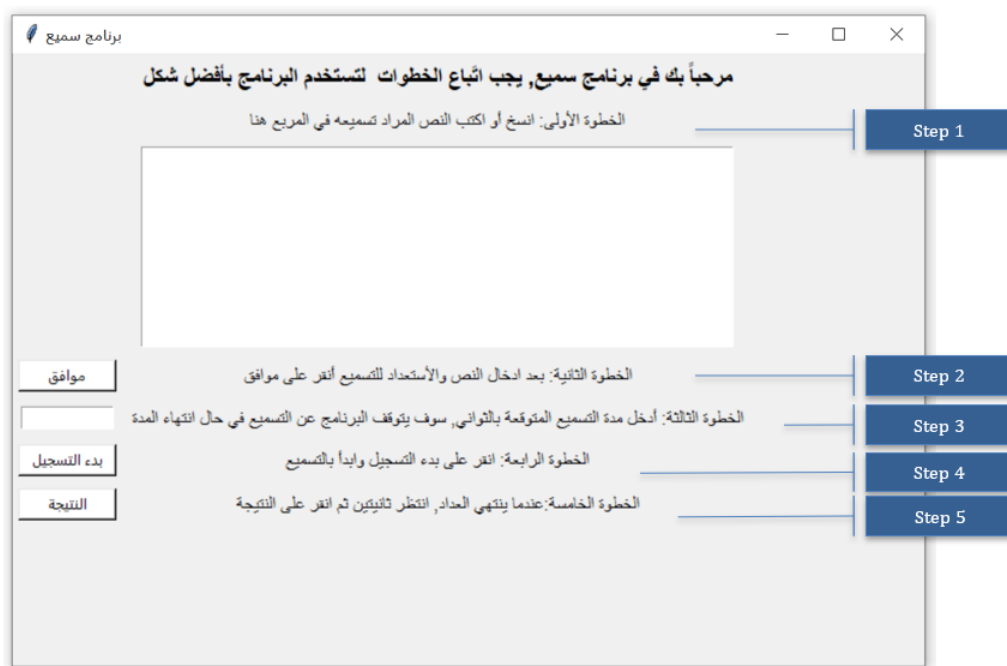 برنامج سميع
مرحباً بك في برنامج سميع, يجب اتّباع الخطوات لتستخدم البرنامج بأفضل شكل
الخطوة الأولى: انسخ أو اكتب النص المراد تسميعه في المربع هنا
Step 1
الخطوة الثانية: بعد ادخال النص والأستعداد للتسميع أنقر على موافق
موافق
Step 2
الخطوة الثالثة: أدخل مدة التسميع المتوقعة بالثواني, سوف يتوقف البرنامج عن التسميع في حال انتهاء المدة
Step 3
الخطوة الرابعة: انقر على بدء التسجيل وابدأ بالتسميع
بدء التسجيل
Step 4
الخطوة الخامسة:عندما ينتهي العداد, انتظر ثانيتين ثم انقر على النتيجة
النتيجة
Step 5